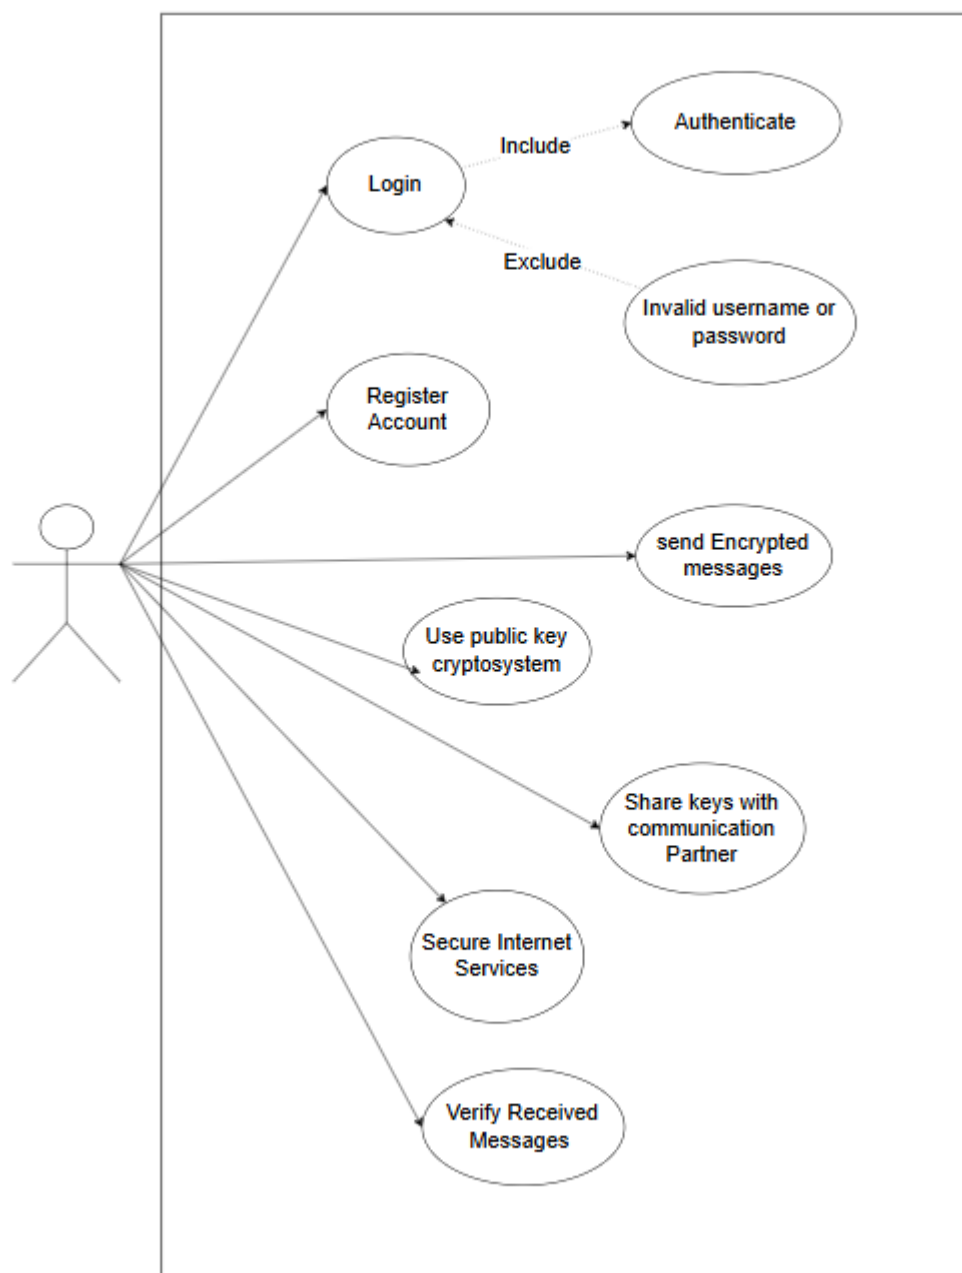 Authenticate
Include
Login
Exclude
Invalid username or
password
Register
Account
send Encrypted
messages
Use public key
cryptosystem
Share keys with
communication
Partner
Secure Internet
Services
Verify Received
Messages